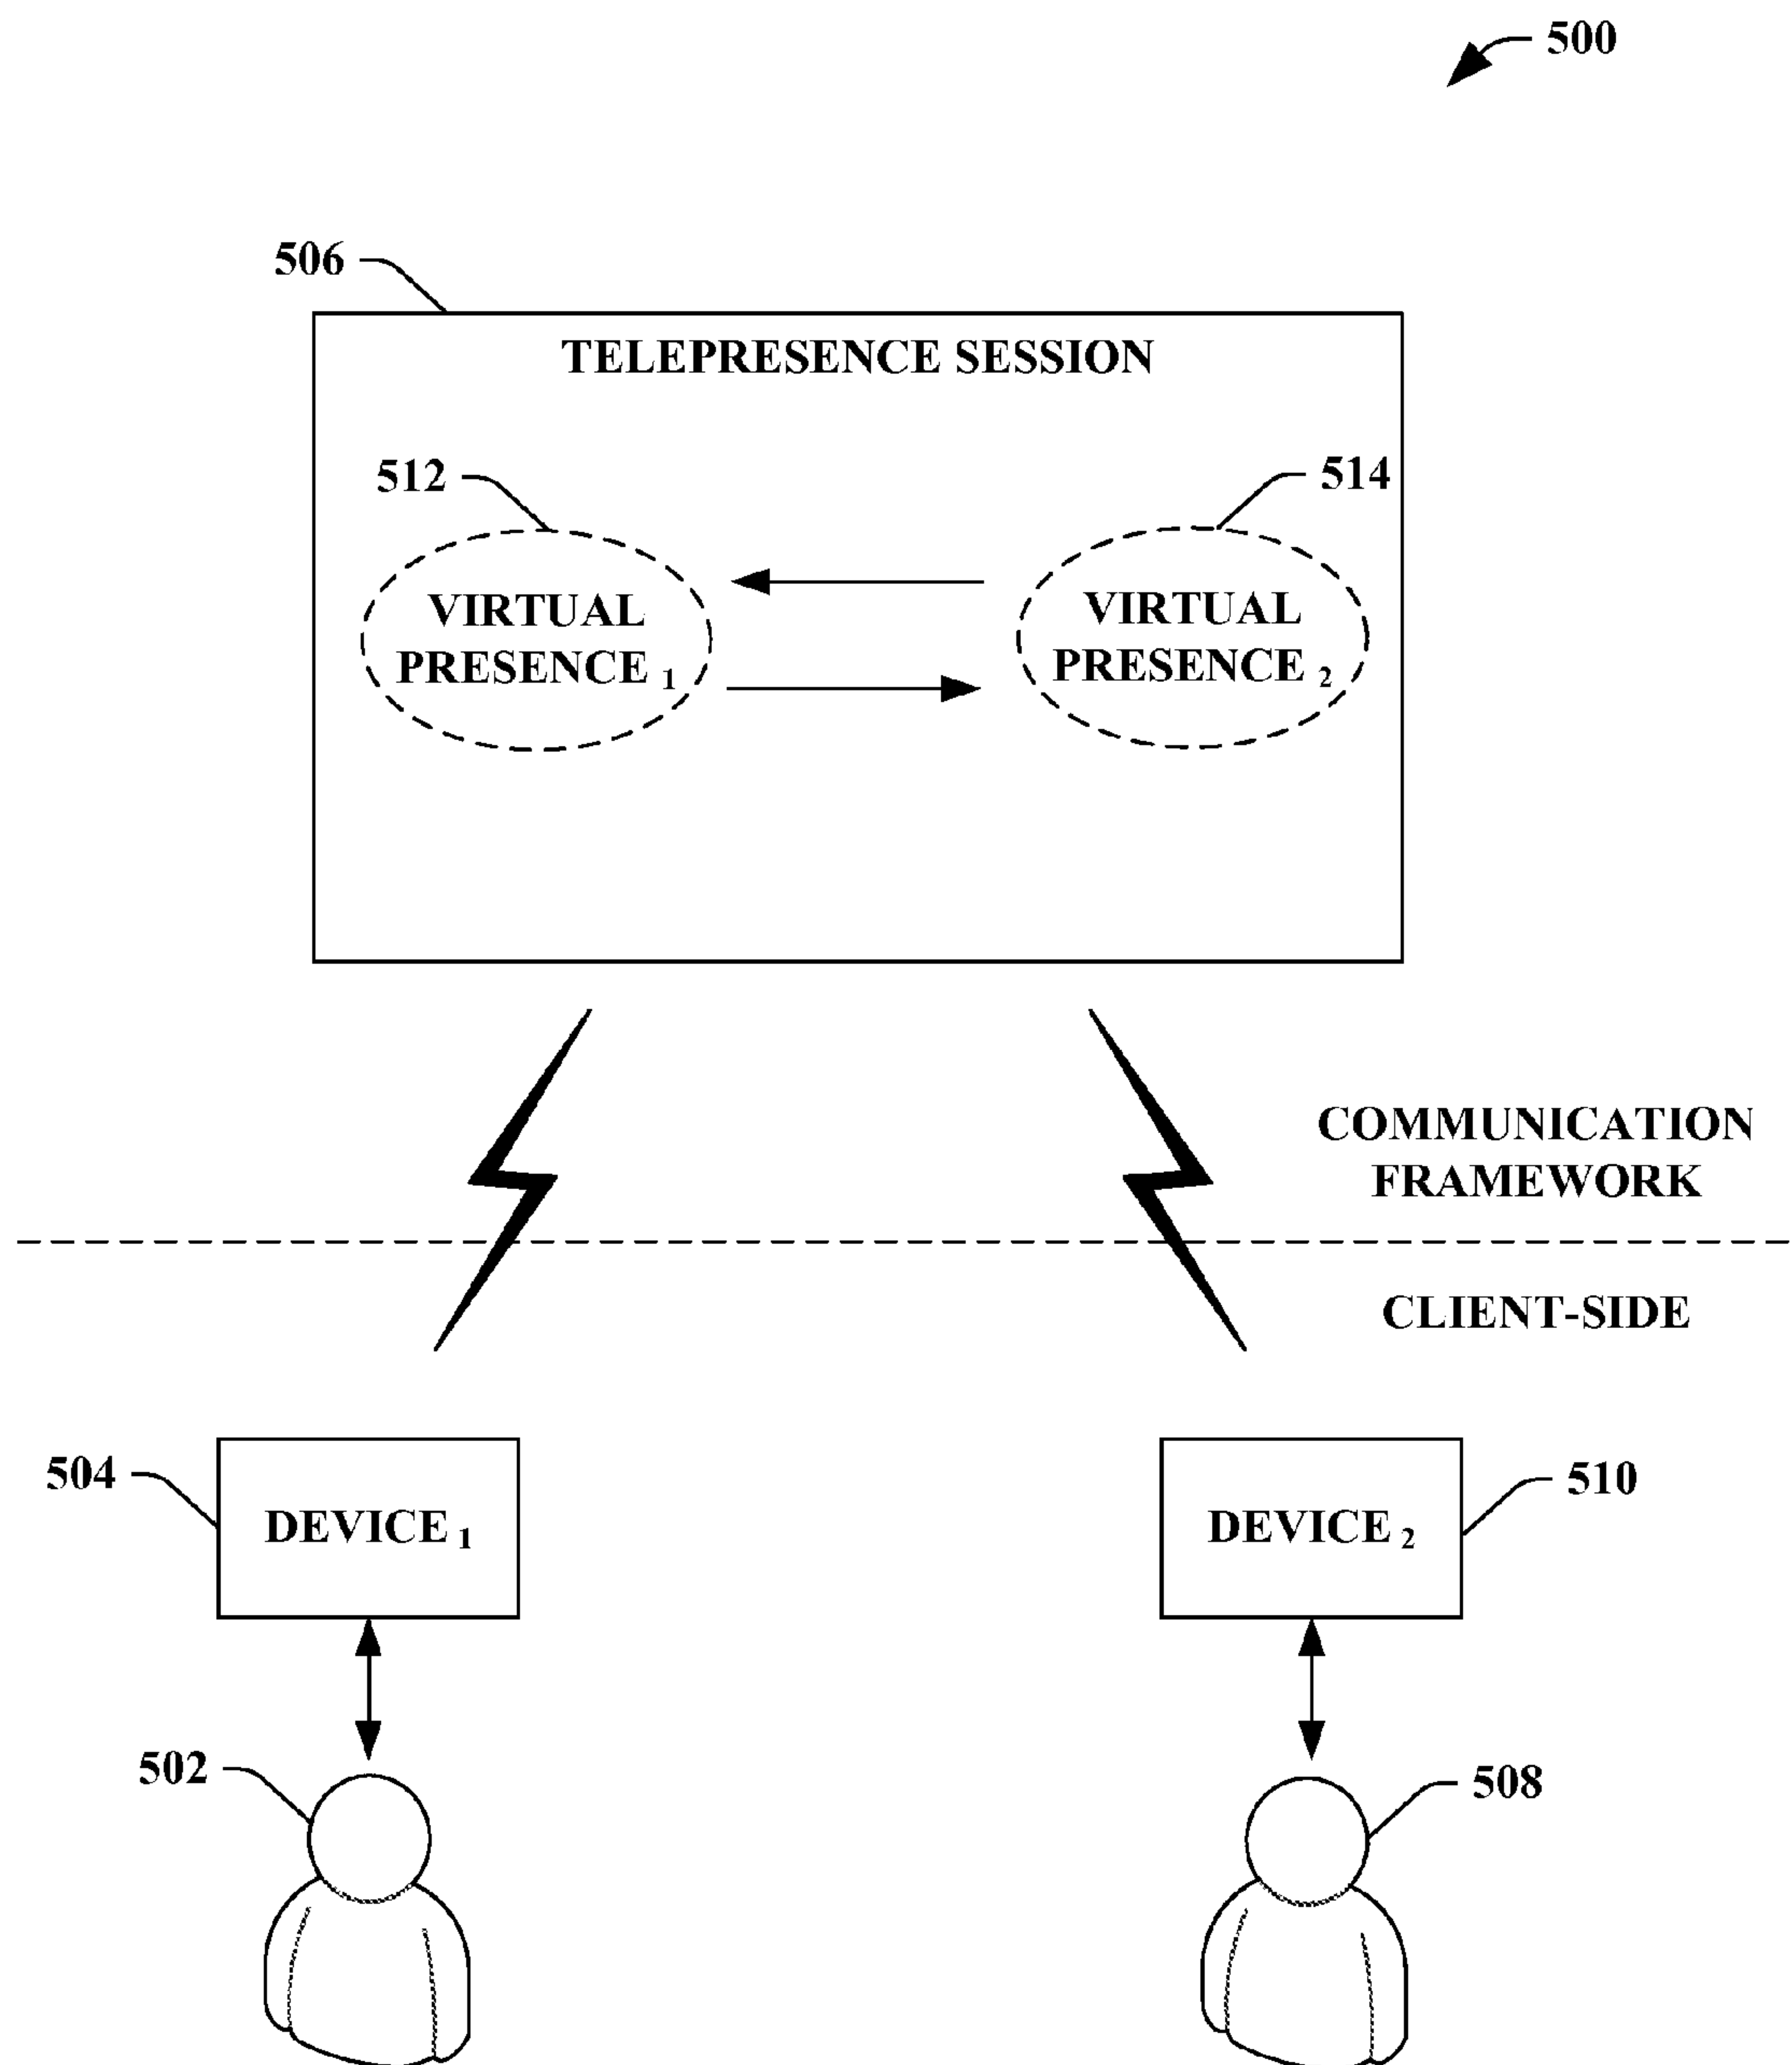 500
506
TELEPRESENCE SESSION
512
514
VIRTUAL
PRESENCE 1
VIRTUAL
PRESENCE 2
COMMUNICATION
FRAMEWORK
CLIENT-SIDE
504
DEVICE 1
DEVICE 2
510
502
508